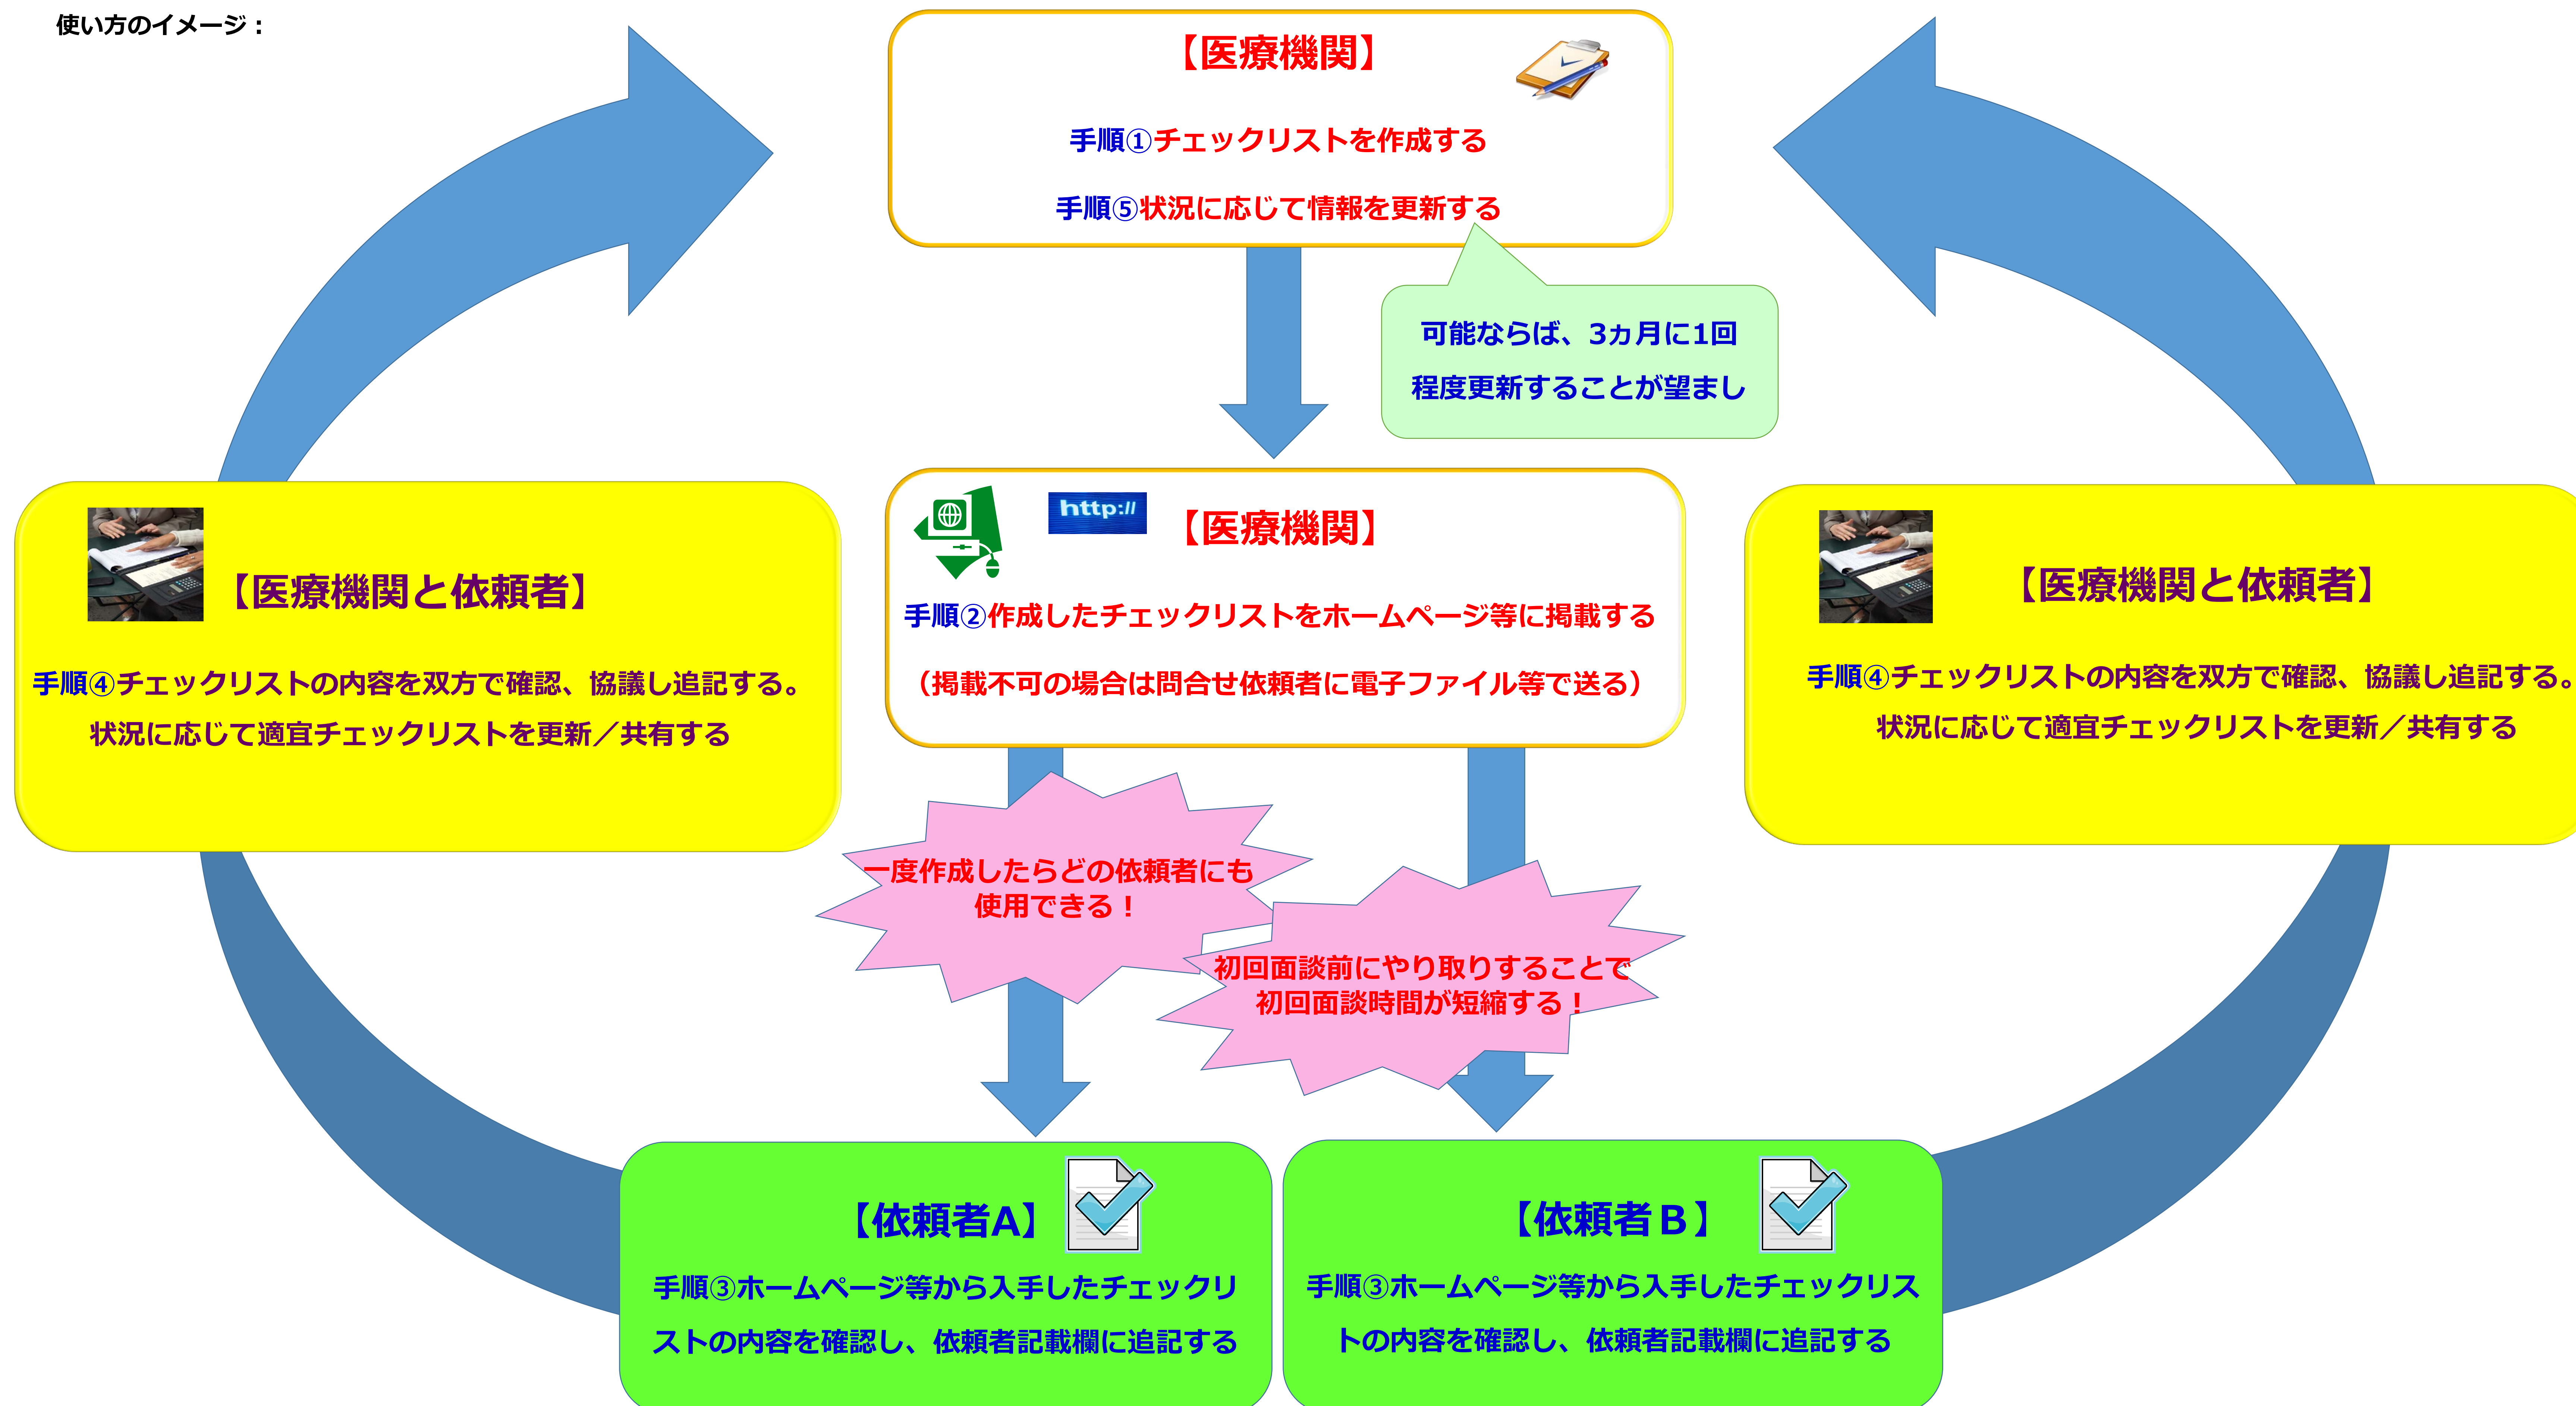 使い方のイメージ：
【医療機関】
手順①チェックリストを作成する
手順⑤状況に応じて情報を更新する
可能ならば、3ヵ月に1回
程度更新することが望まし
【医療機関と依頼者】
手順④チェックリストの内容を双方で確認、協議し追記する。
状況に応じて適宜チェックリストを更新／共有する
http://
【医療機関】
手順②作成したチェックリストをホームページ等に掲載する
（掲載不可の場合は問合せ依頼者に電子ファイル等で送る）
【医療機関と依頼者】
手順④チェックリストの内容を双方で確認、協議し追記する。
状況に応じて適宜チェックリストを更新／共有する
一度作成したらどの依頼者にも
使用できる！
初回面談前にやり取りすることで
初回面談時間が短縮する！
【依頼者A】
手順③ホームページ等から入手したチェックリ
ストの内容を確認し、依頼者記載欄に追記する
【依頼者Ｂ】
手順③ホームページ等から入手したチェックリス
トの内容を確認し、依頼者記載欄に追記する